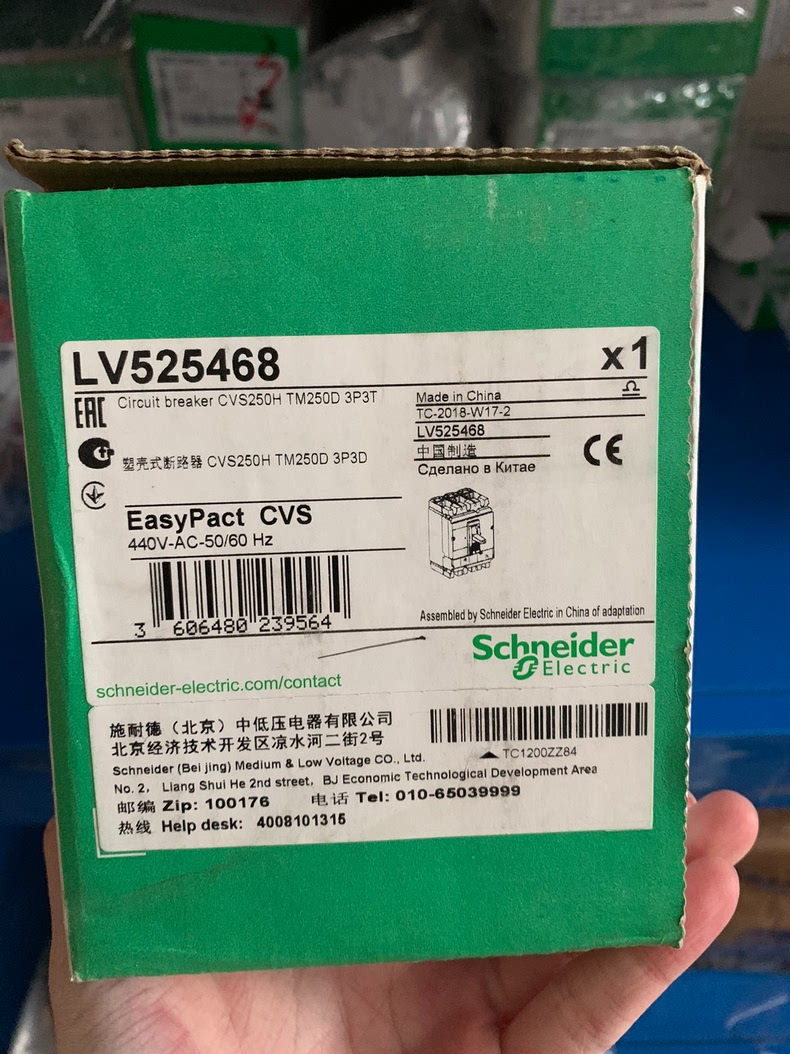 LV525468
x1
EAC
Circuit breaker CVS250H TM250D 3P3T
塑壳式断路器 CVS250H TM250D 3P3D
Made in China
TC-2018-W17-2
LV525468
中国制造
Сделано в Китае
CE
EasyPact CVS
440V-AC-50/60 Hz
3 606480 239564
Assembled by Schneider Electric in China of adaptation
Schneider
Electric
schneider-electric.com/contact
施耐德（北京）中低压电器有限公司
北京经济技术开发区凉水河二街2号
TC1200ZZ84
Schneider (Bei jing) Medium & Low Voltage CO., Ltd.
No. 2, Liang Shui He 2nd street, BJ Economic Technological Development Area
邮编 Zip: 100176 电话 Tel: 010-65039999
热线 Help desk: 4008101315